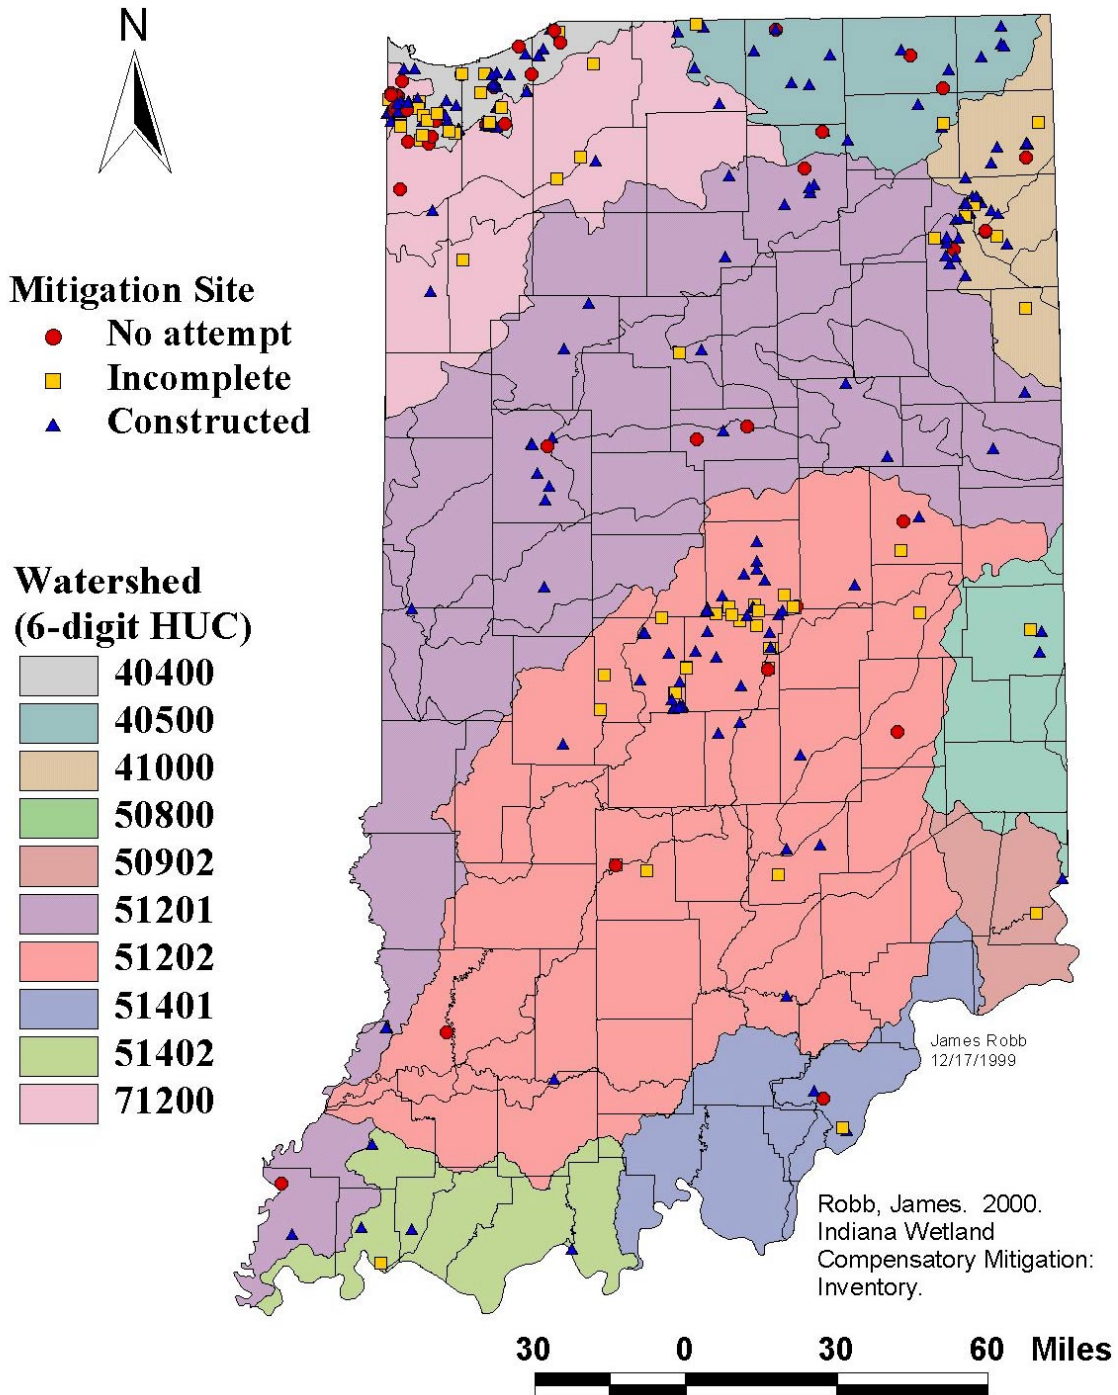 N
Mitigation Site
No attempt
Incomplete
Constructed
Watershed
(6-digit HUC)
40400
40500
41000
50800
50902
51201
51202
51401
51402
71200
James Robb
12/17/1999
Robb, James. 2000.
Indiana Wetland
Compensatory Mitigation:
Inventory.
30 0 30 60 Miles